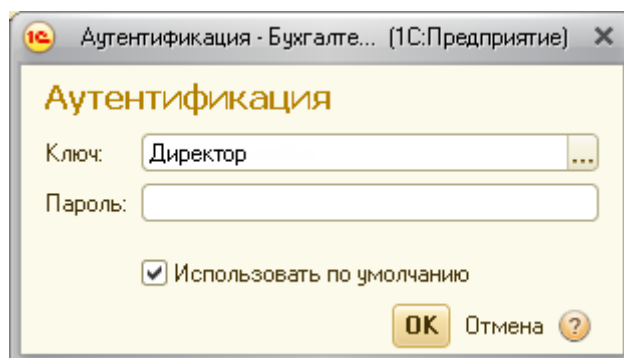 1С Аутентификация - Бухгалте... (1С:Предприятие) ×
Аутентификация
Ключ: Директор ...
Пароль:
Использовать по умолчанию
OK Отмена ?